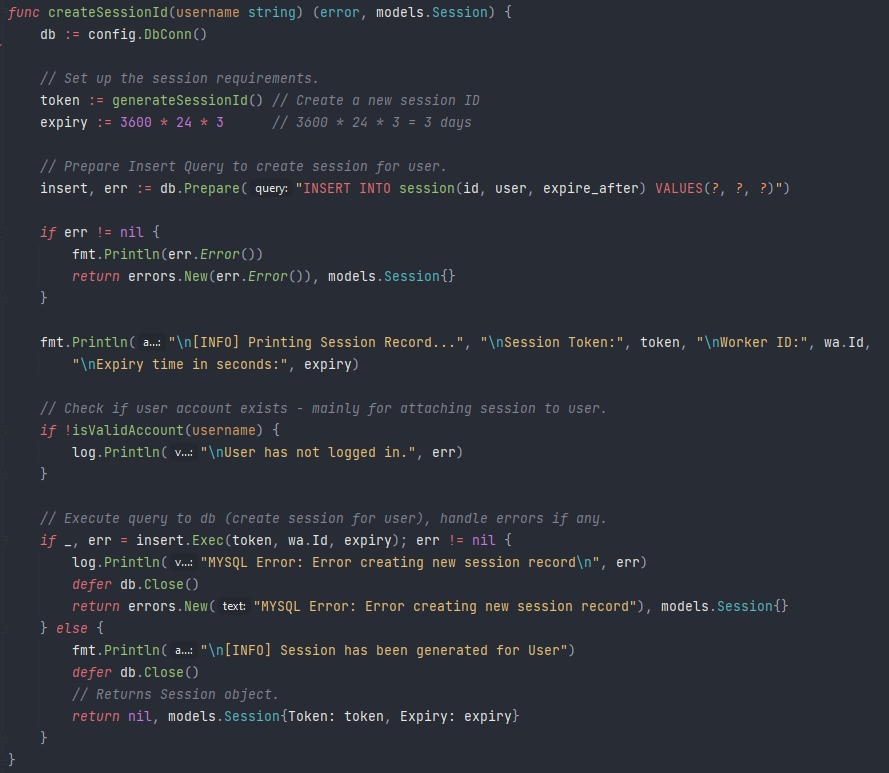 func createSessionId(username string) (error, models.Session) {
    db := config.DbConn()

    // Set up the session requirements.
    token := generateSessionId() // Create a new session ID
    expiry := 3600 * 24 * 3      // 3600 * 24 * 3 = 3 days

    // Prepare Insert Query to create session for user.
    insert, err := db.Prepare( query: "INSERT INTO session(id, user, expire_after) VALUES(?, ?, ?)")

    if err != nil {
        fmt.Println(err.Error())
        return errors.New(err.Error()), models.Session{}
    }

    fmt.Println( a...: "\n[INFO] Printing Session Record...", "\nSession Token:", token, "\nWorker ID:", wa.Id,
        "\nExpiry time in seconds:", expiry)

    // Check if user account exists - mainly for attaching session to user.
    if !isValidAccount(username) {
        log.Println( v...: "\nUser has not logged in.", err)
    }

    // Execute query to db (create session for user), handle errors if any.
    if _, err = insert.Exec(token, wa.Id, expiry); err != nil {
        log.Println( v...: "MYSQL Error: Error creating new session record\n", err)
        defer db.Close()
        return errors.New( text: "MYSQL Error: Error creating new session record"), models.Session{}
    } else {
        fmt.Println( a...: "\n[INFO] Session has been generated for User")
        defer db.Close()
        // Returns Session object.
        return nil, models.Session{Token: token, Expiry: expiry}
    }
}